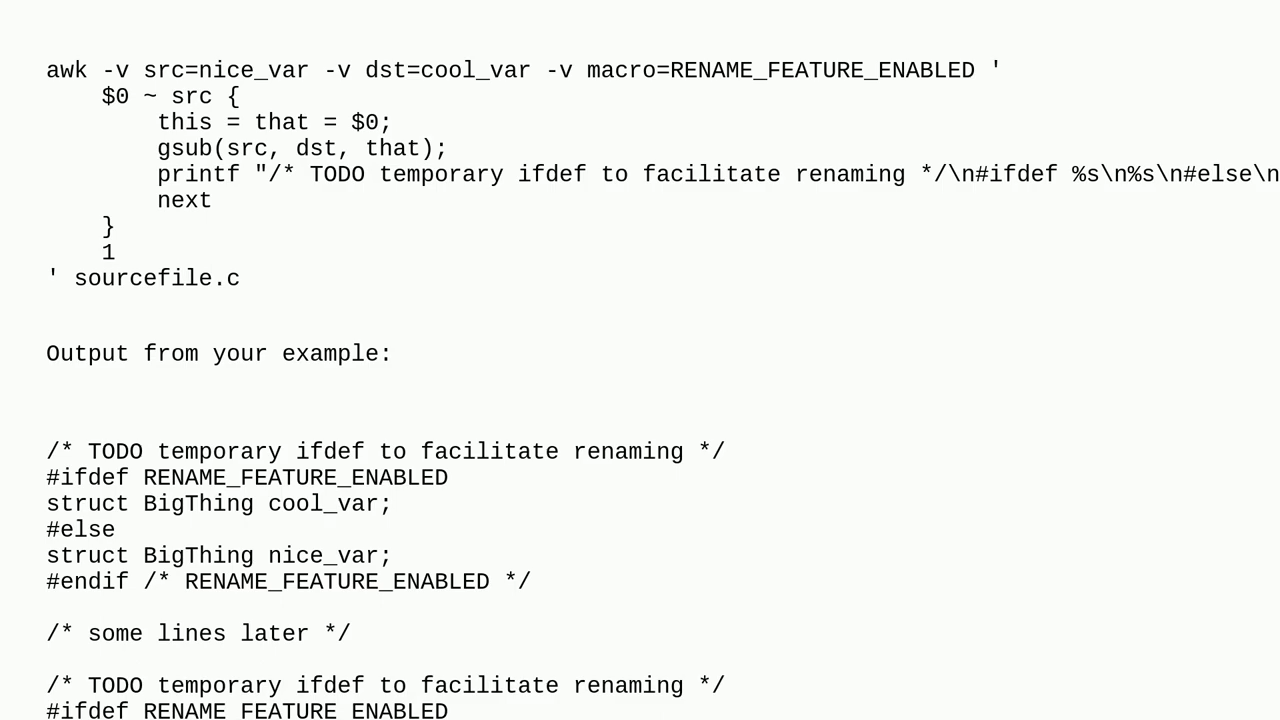 awk -v src=nice_var -v dst=cool_var -v macro=RENAME_FEATURE_ENABLED '
    $0 ~ src {
        this = that = $0;
        gsub(src, dst, that);
        printf "/* TODO temporary ifdef to facilitate renaming */\n#ifdef %s\n%s\n#else\n
        next
    }
    1
' sourcefile.c
Output from your example:
/* TODO temporary ifdef to facilitate renaming */
#ifdef RENAME_FEATURE_ENABLED
struct BigThing cool_var;
#else
struct BigThing nice_var;
#endif /* RENAME_FEATURE_ENABLED */
/* some lines later */
/* TODO temporary ifdef to facilitate renaming */
#ifdef RENAME_FEATURE_ENABLED